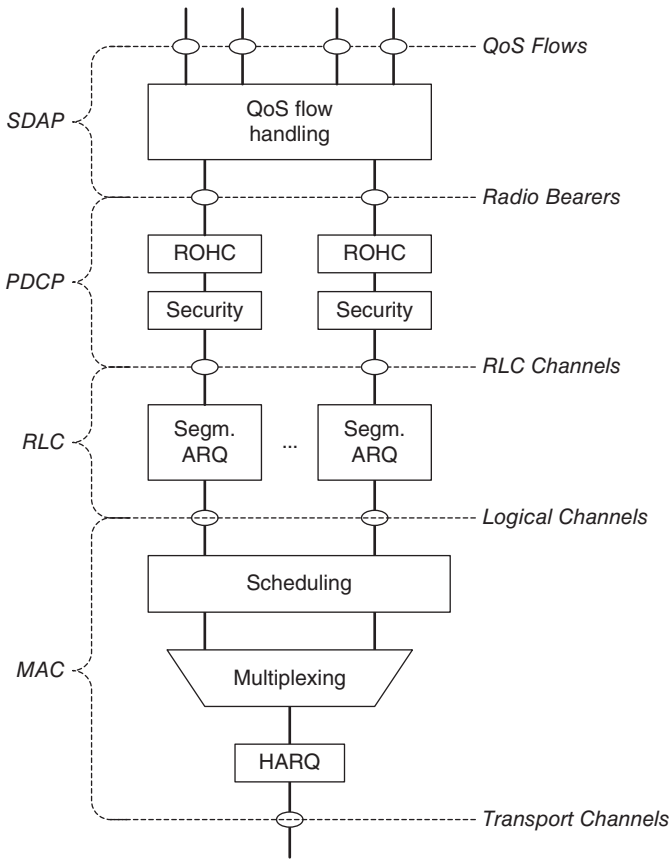 QoS Flows
QoS flow
handling
SDAP
Radio Bearers
ROHC
ROHC
PDCP
Security
Security
RLC Channels
Segm.
ARQ
...
Segm.
ARQ
RLC
Logical Channels
Scheduling
MAC
Multiplexing
HARQ
Transport Channels